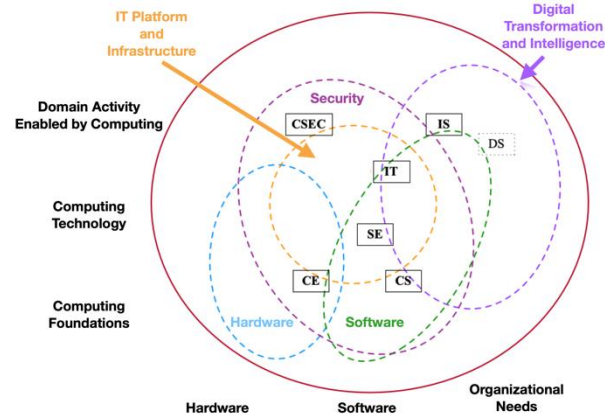 IT Platform
and
Infrastructure
Digital
Transformation
and Intelligence
Domain Activity
Enabled by Computing
Security
CSEC
IS
DS
IT
Computing
Technology
SE
CE
CS
Computing
Foundations
Hardware
Software
Hardware
Software
Organizational
Needs